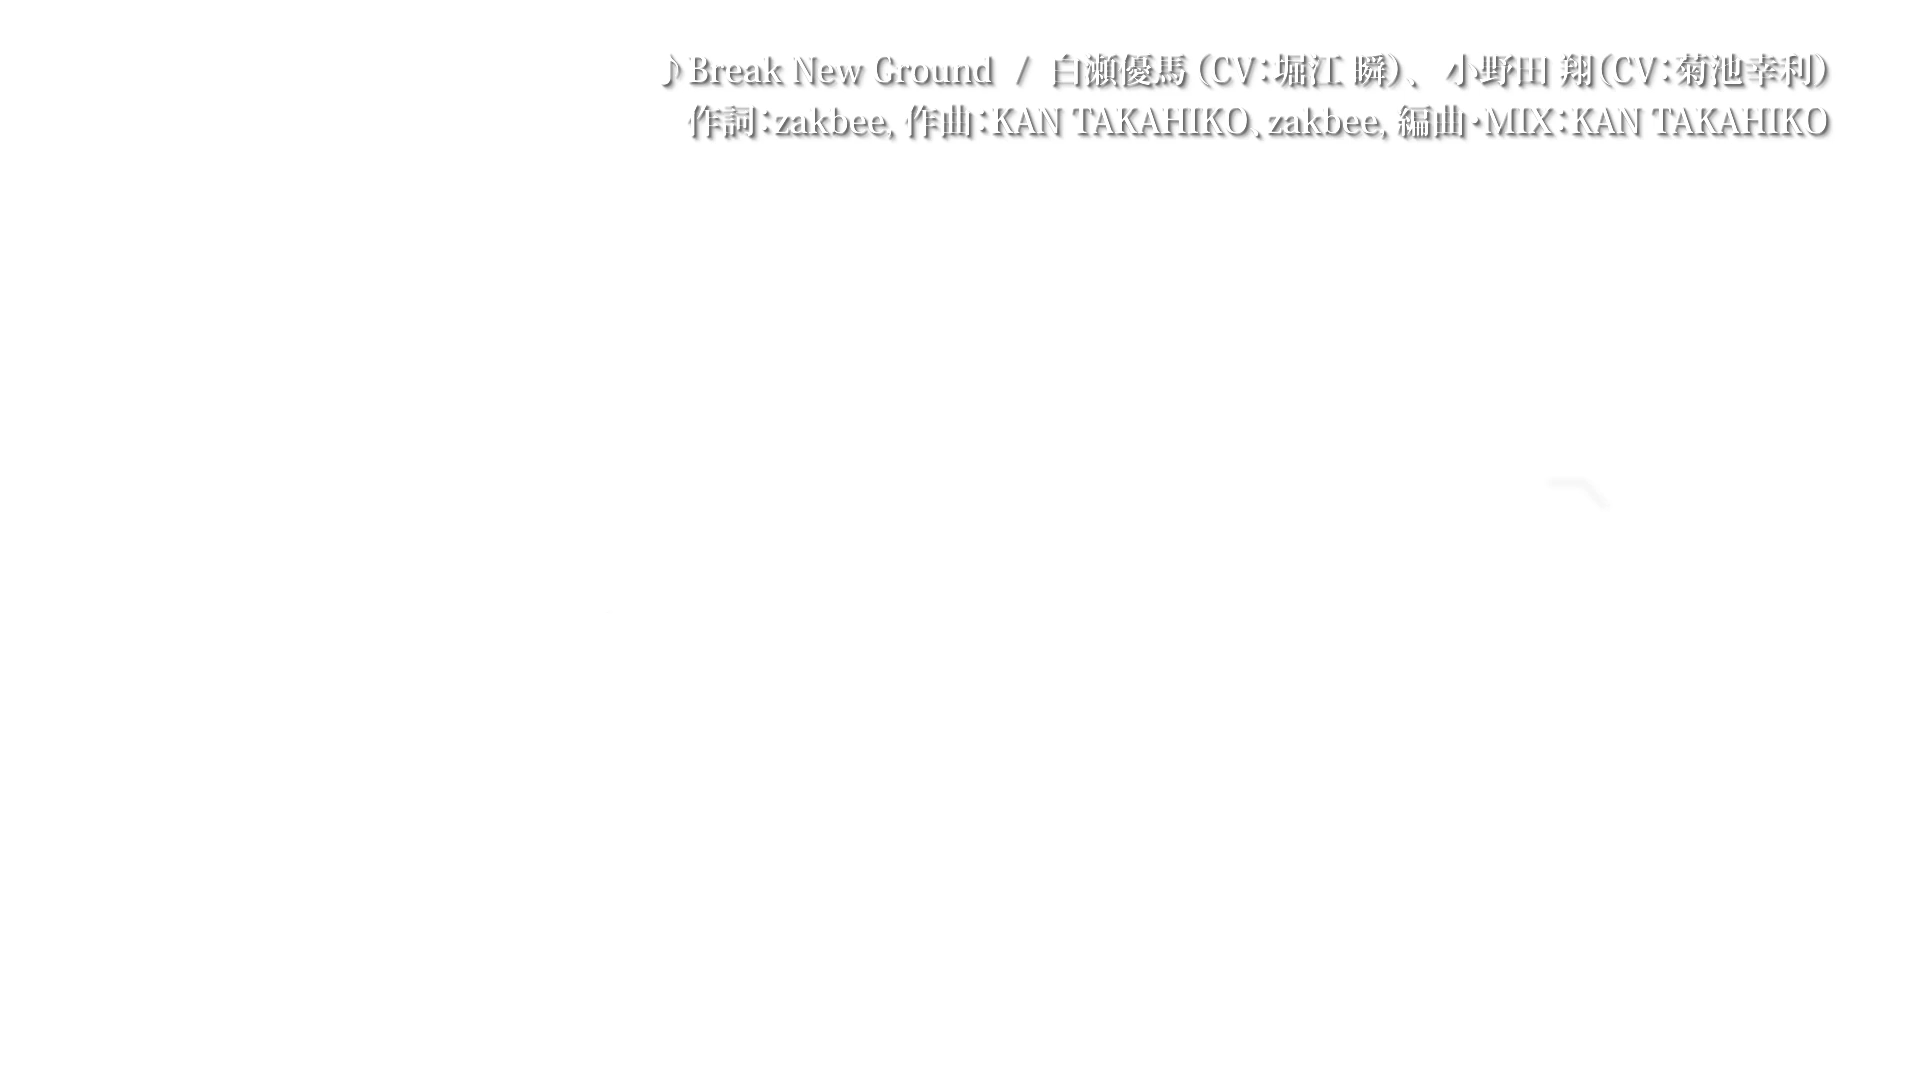 ♪Break New Ground / 白瀬優馬（CV：堀江 瞬）、 小野田 翔（CV：菊池幸利）
作詞：zakbee, 作曲：KAN TAKAHIKO、zakbee, 編曲・MIX：KAN TAKAHIKO